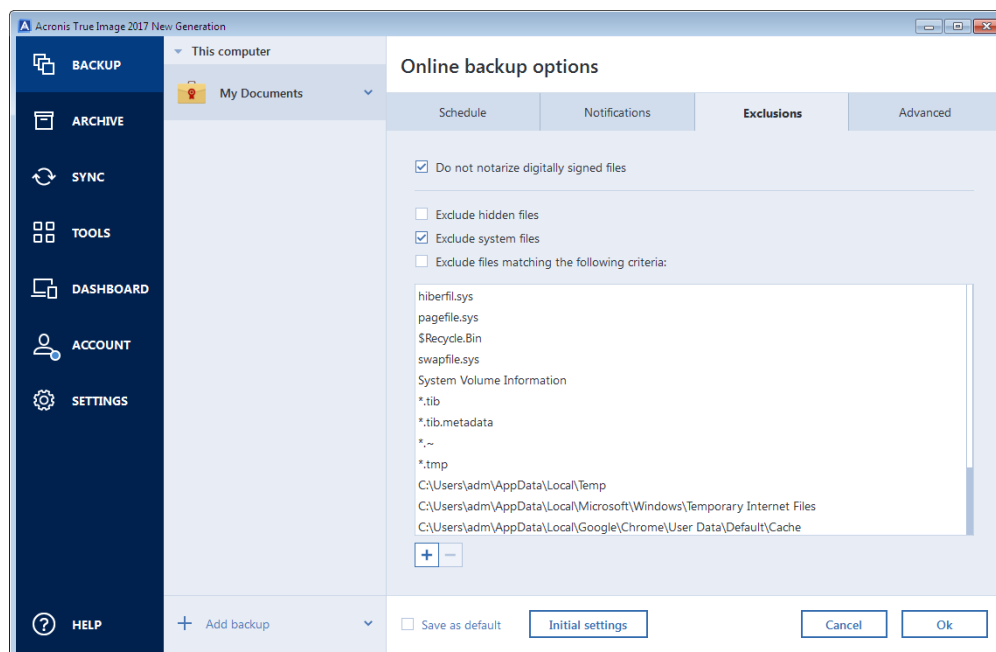 Acronis True Image 2017 New Generation
BACKUP
ARCHIVE
SYNC
TOOLS
DASHBOARD
ACCOUNT
SETTINGS
HELP
This computer
My Documents
Add backup
Online backup options
Schedule
Notifications
Exclusions
Advanced
Do not notarize digitally signed files
Exclude hidden files
Exclude system files
Exclude files matching the following criteria:
hiberfil.sys
pagefile.sys
$Recycle.Bin
swapfile.sys
System Volume Information
*.tib
*.tib.metadata
*.~
*.tmp
C:\Users\adm\AppData\Local\Temp
C:\Users\adm\AppData\Local\Microsoft\Windows\Temporary Internet Files
C:\Users\adm\AppData\Local\Google\Chrome\User Data\Default\Cache
Save as default
Initial settings
Cancel
Ok